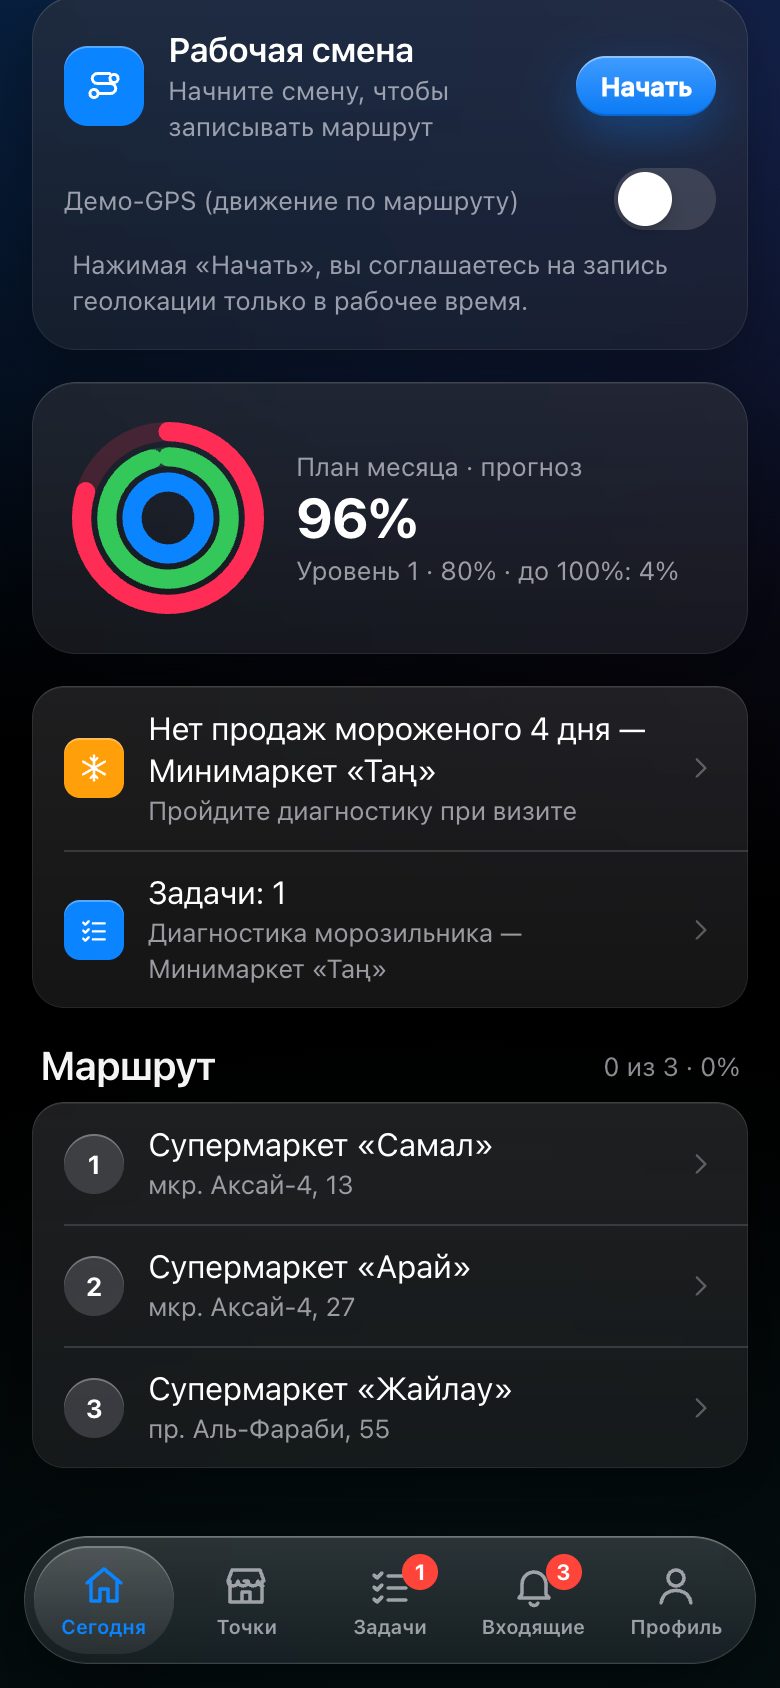 Рабочая смена
Начните смену, чтобы
записывать маршрут
Начать
Демо-GPS (движение по маршруту)
Нажимая «Начать», вы соглашаетесь на запись
геолокации только в рабочее время.
План месяца · прогноз
96%
Уровень 1 · 80% · до 100%: 4%
Нет продаж мороженого 4 дня —
Минимаркет «Таң»
Пройдите диагностику при визите
Задачи: 1
Диагностика морозильника —
Минимаркет «Таң»
Маршрут
0 из 3 · 0%
1
Супермаркет «Самал»
мкр. Аксай-4, 13
2
Супермаркет «Арай»
мкр. Аксай-4, 27
3
Супермаркет «Жайлау»
пр. Аль-Фараби, 55
Сегодня
Точки
1
Задачи
3
Входящие
Профиль